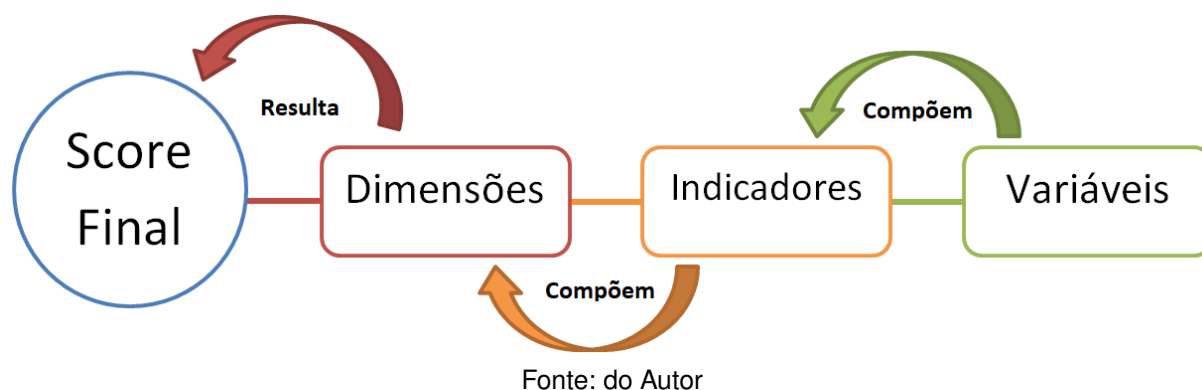 Resulta
Compõem
Score
Final
Dimensões
Indicadores
Variáveis
Compõem
Fonte: do Autor